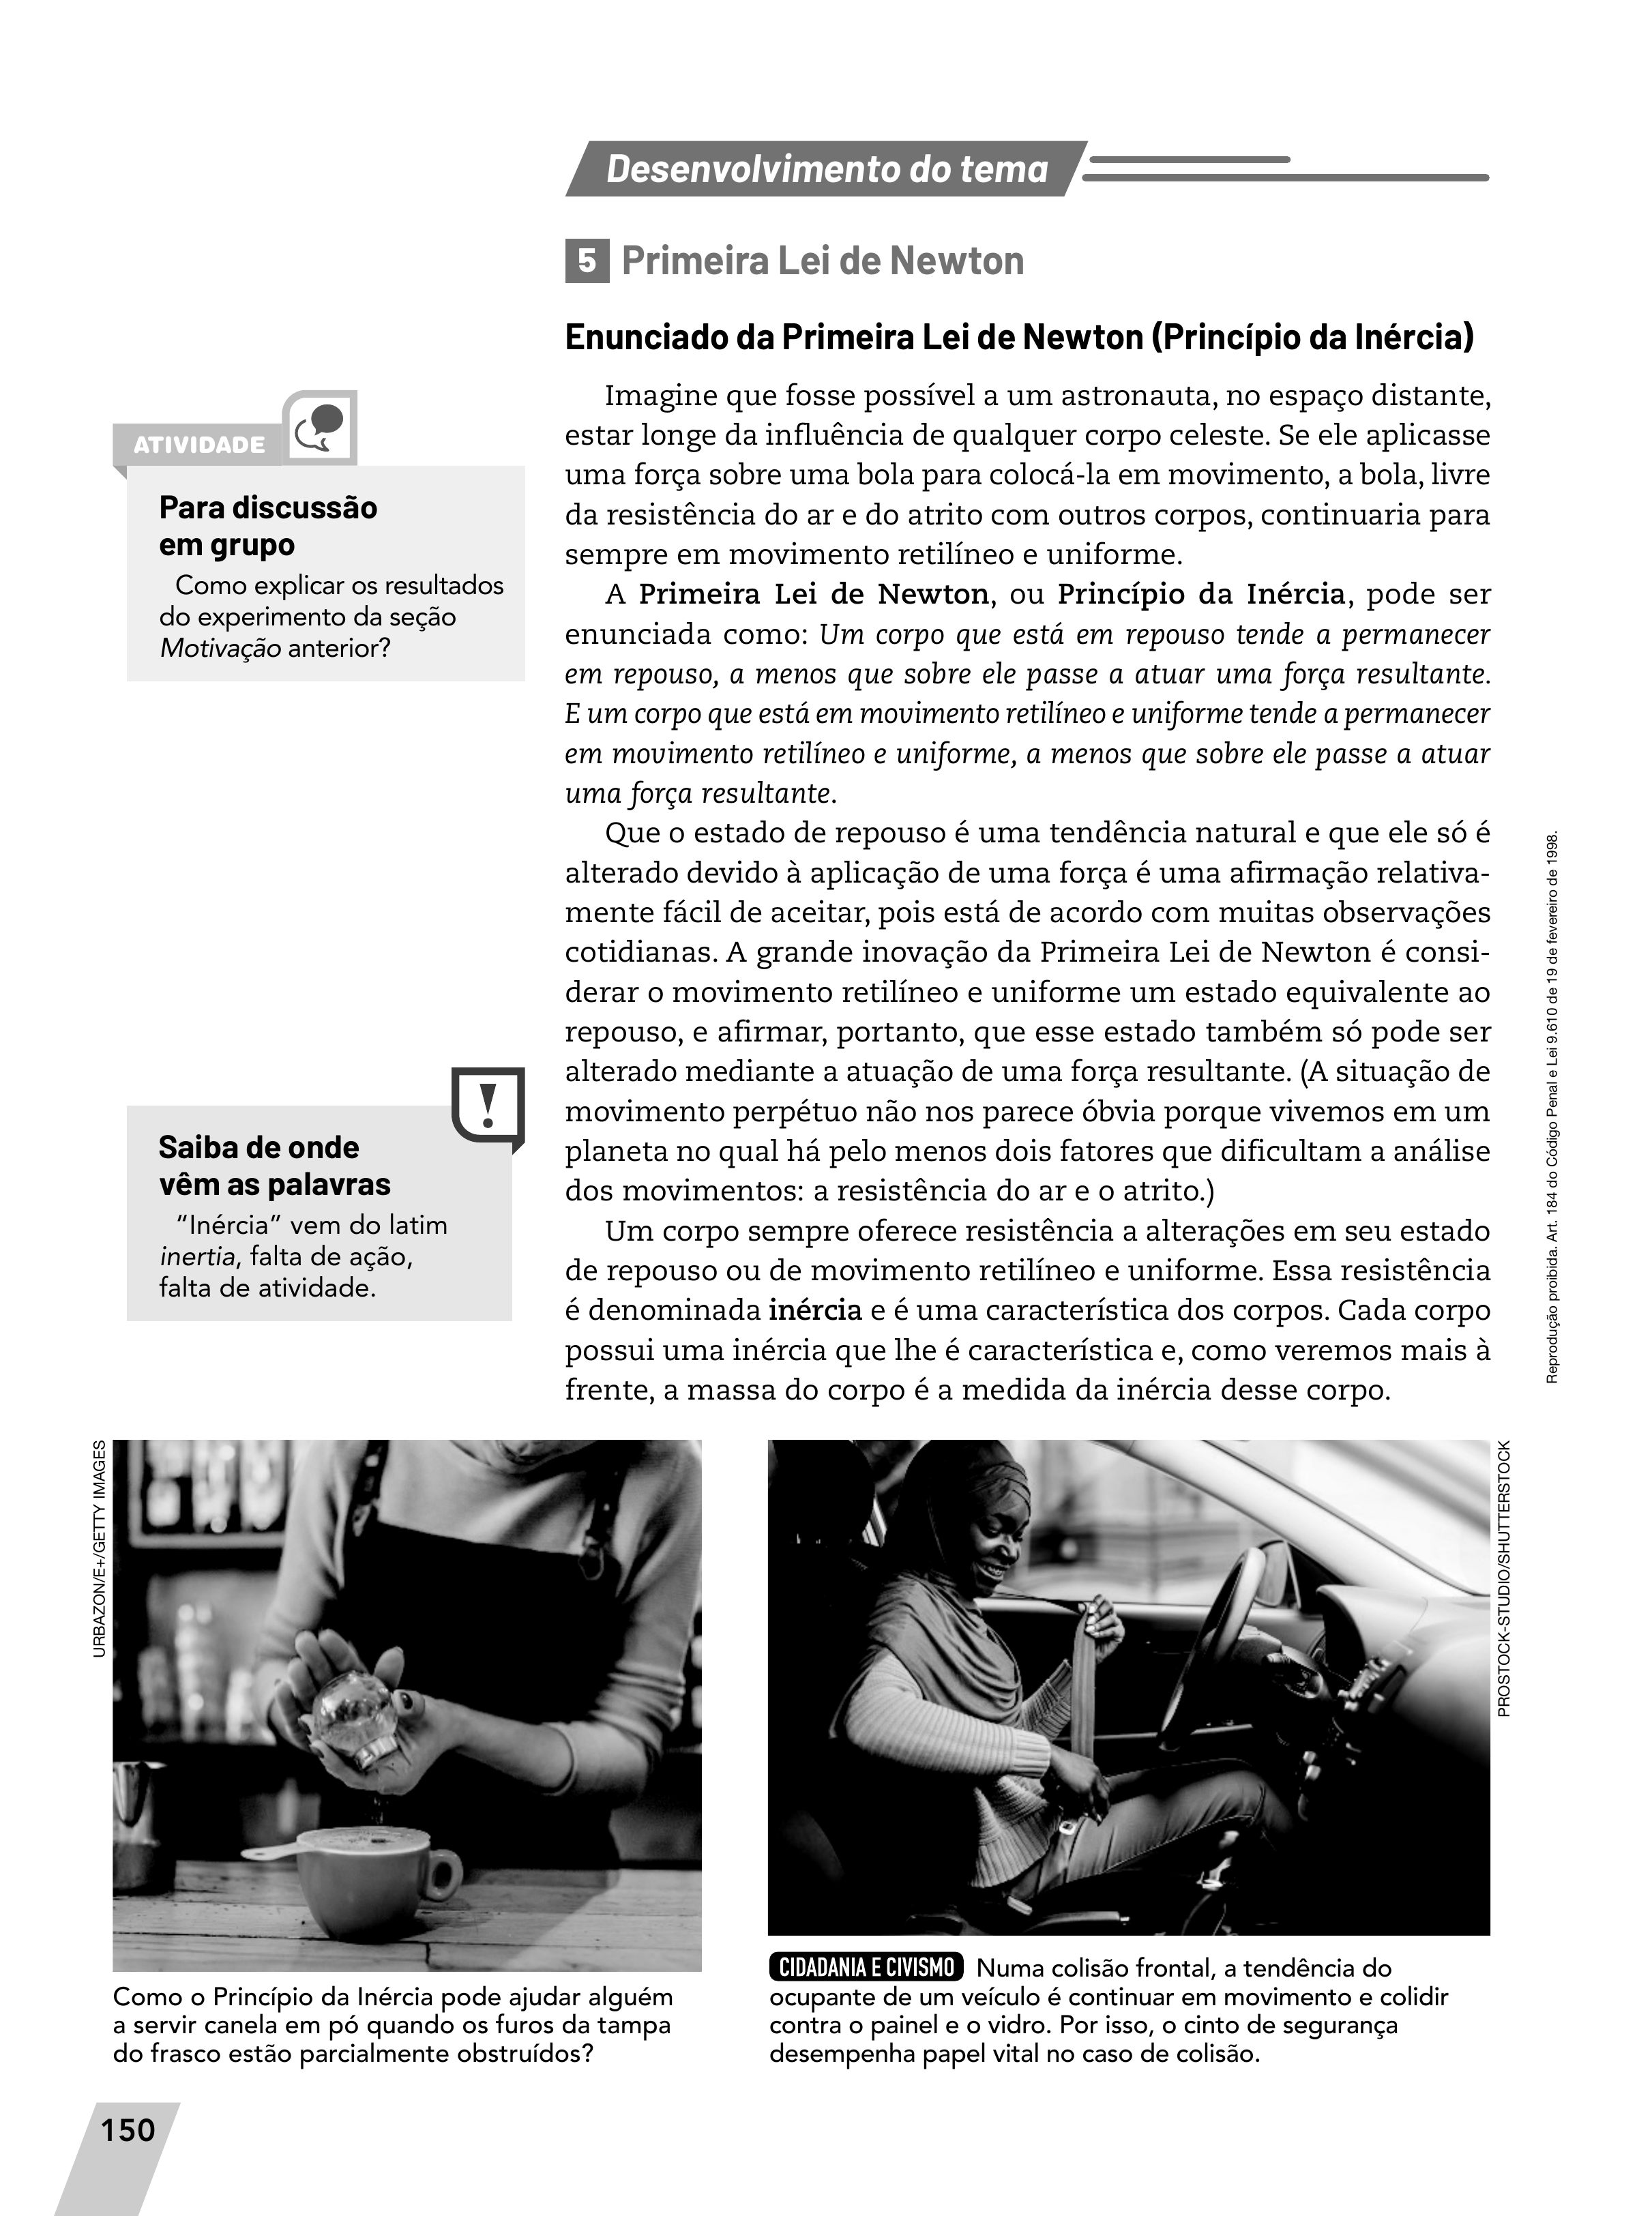 Desenvolvimento do tema
5 Primeira Lei de Newton
Enunciado da Primeira Lei de Newton (Princípio da Inércia)
Imagine que fosse possível a um astronauta, no espaço distante,
estar longe da influência de qualquer corpo celeste. Se ele aplicasse
uma força sobre uma bola para colocá-la em movimento, a bola, livre
da resistência do ar e do atrito com outros corpos, continuaria para
sempre em movimento retilíneo e uniforme.
A Primeira Lei de Newton, ou Princípio da Inércia, pode ser
enunciada como: Um corpo que está em repouso tende a permanecer
em repouso, a menos que sobre ele passe a atuar uma força resultante.
E um corpo que está em movimento retilíneo e uniforme tende a permanecer
em movimento retilíneo e uniforme, a menos que sobre ele passe a atuar
uma força resultante.
Que o estado de repouso é uma tendência natural e que ele só é
alterado devido à aplicação de uma força é uma afirmação relativa-
mente fácil de aceitar, pois está de acordo com muitas observações
cotidianas. A grande inovação da Primeira Lei de Newton é consi-
derar o movimento retilíneo e uniforme um estado equivalente ao
repouso, e afirmar, portanto, que esse estado também só pode ser
alterado mediante a atuação de uma força resultante. (A situação de
movimento perpétuo não nos parece óbvia porque vivemos em um
planeta no qual há pelo menos dois fatores que dificultam a análise
dos movimentos: a resistência do ar e o atrito.)
Um corpo sempre oferece resistência a alterações em seu estado
de repouso ou de movimento retilíneo e uniforme. Essa resistência
é denominada inércia e é uma característica dos corpos. Cada corpo
possui uma inércia que lhe é característica e, como veremos mais à
frente, a massa do corpo é a medida da inércia desse corpo.
ATIVIDADE
Para discussão
em grupo
Como explicar os resultados
do experimento da seção
Motivação anterior?
!
Saiba de onde
vêm as palavras
“Inércia” vem do latim
inertia, falta de ação,
falta de atividade.
Reprodução proibida. Art. 184 do Código Penal e Lei 9.610 de 19 de fevereiro de 1998.
URBAZON/E+/GETTY IMAGES
Como o Princípio da Inércia pode ajudar alguém
a servir canela em pó quando os furos da tampa
do frasco estão parcialmente obstruídos?
PROSTOCK-STUDIO/SHUTTERSTOCK
CIDADANIA E CIVISMO Numa colisão frontal, a tendência do
ocupante de um veículo é continuar em movimento e colidir
contra o painel e o vidro. Por isso, o cinto de segurança
desempenha papel vital no caso de colisão.
150